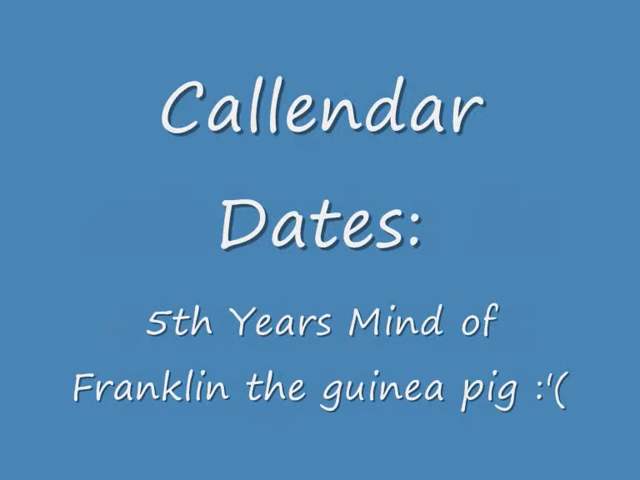 Callendar
Dates:
5th Years Mind of
Franklin the guinea pig :'(